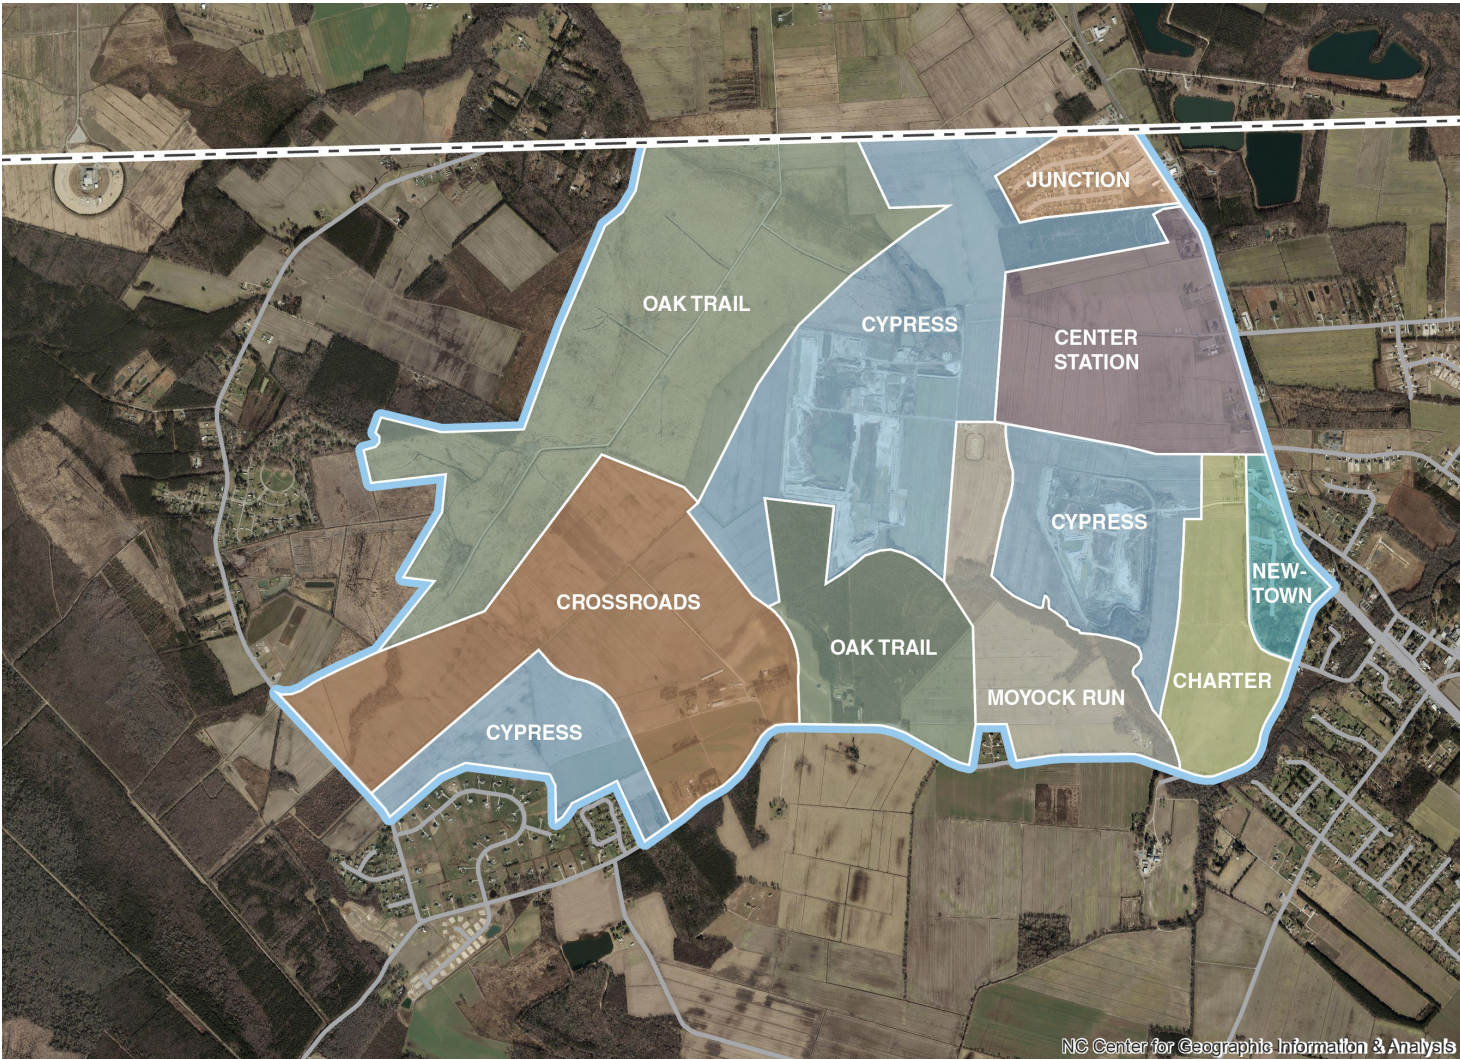 JUNCTION
OAK TRAIL
CYPRESS
CENTER
STATION
CYPRESS
NEW-
TOWN
CROSSROADS
OAK TRAIL
CHARTER
MOYOCK RUN
CYPRESS
NC Center for Geographic Information & Analysis